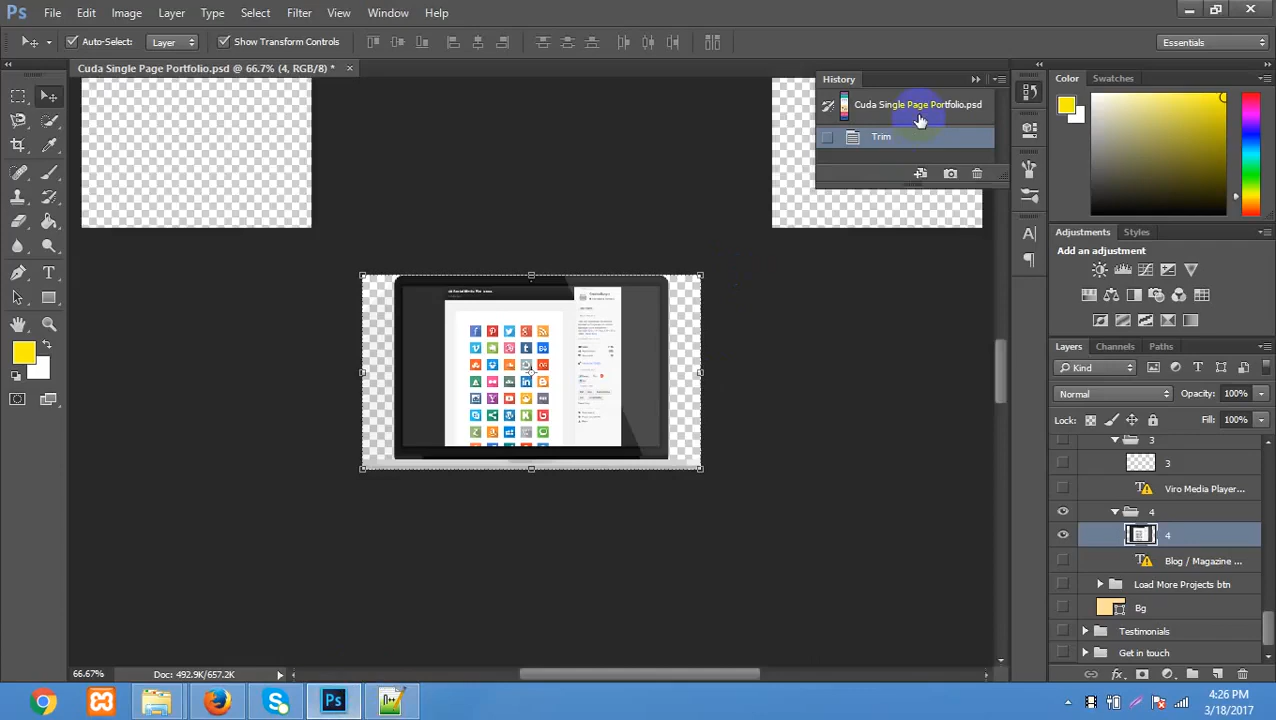 Ps File Edit Image Layer Type Select Filter 3D View Window Help
Auto-Select: Layer Show Transform Controls Essentials
Cuda Single Page Portfolio.psd @ 66.7% (4, RGB/8) * ×
History
Cuda Single Page Portfolio.psd
Trim
Color Swatches
Adjustments Styles
Add an adjustment
Layers Channels Paths
Kind
Normal Opacity: 100%
Lock: Fill: 100%
3
3
Viro Media Player...
4
4
Blog / Magazine ...
Load More Projects btn
Bg
Testimonials
Get in touch
66.67% Doc: 492.9K/657.2K
4:26 PM
3/18/2017